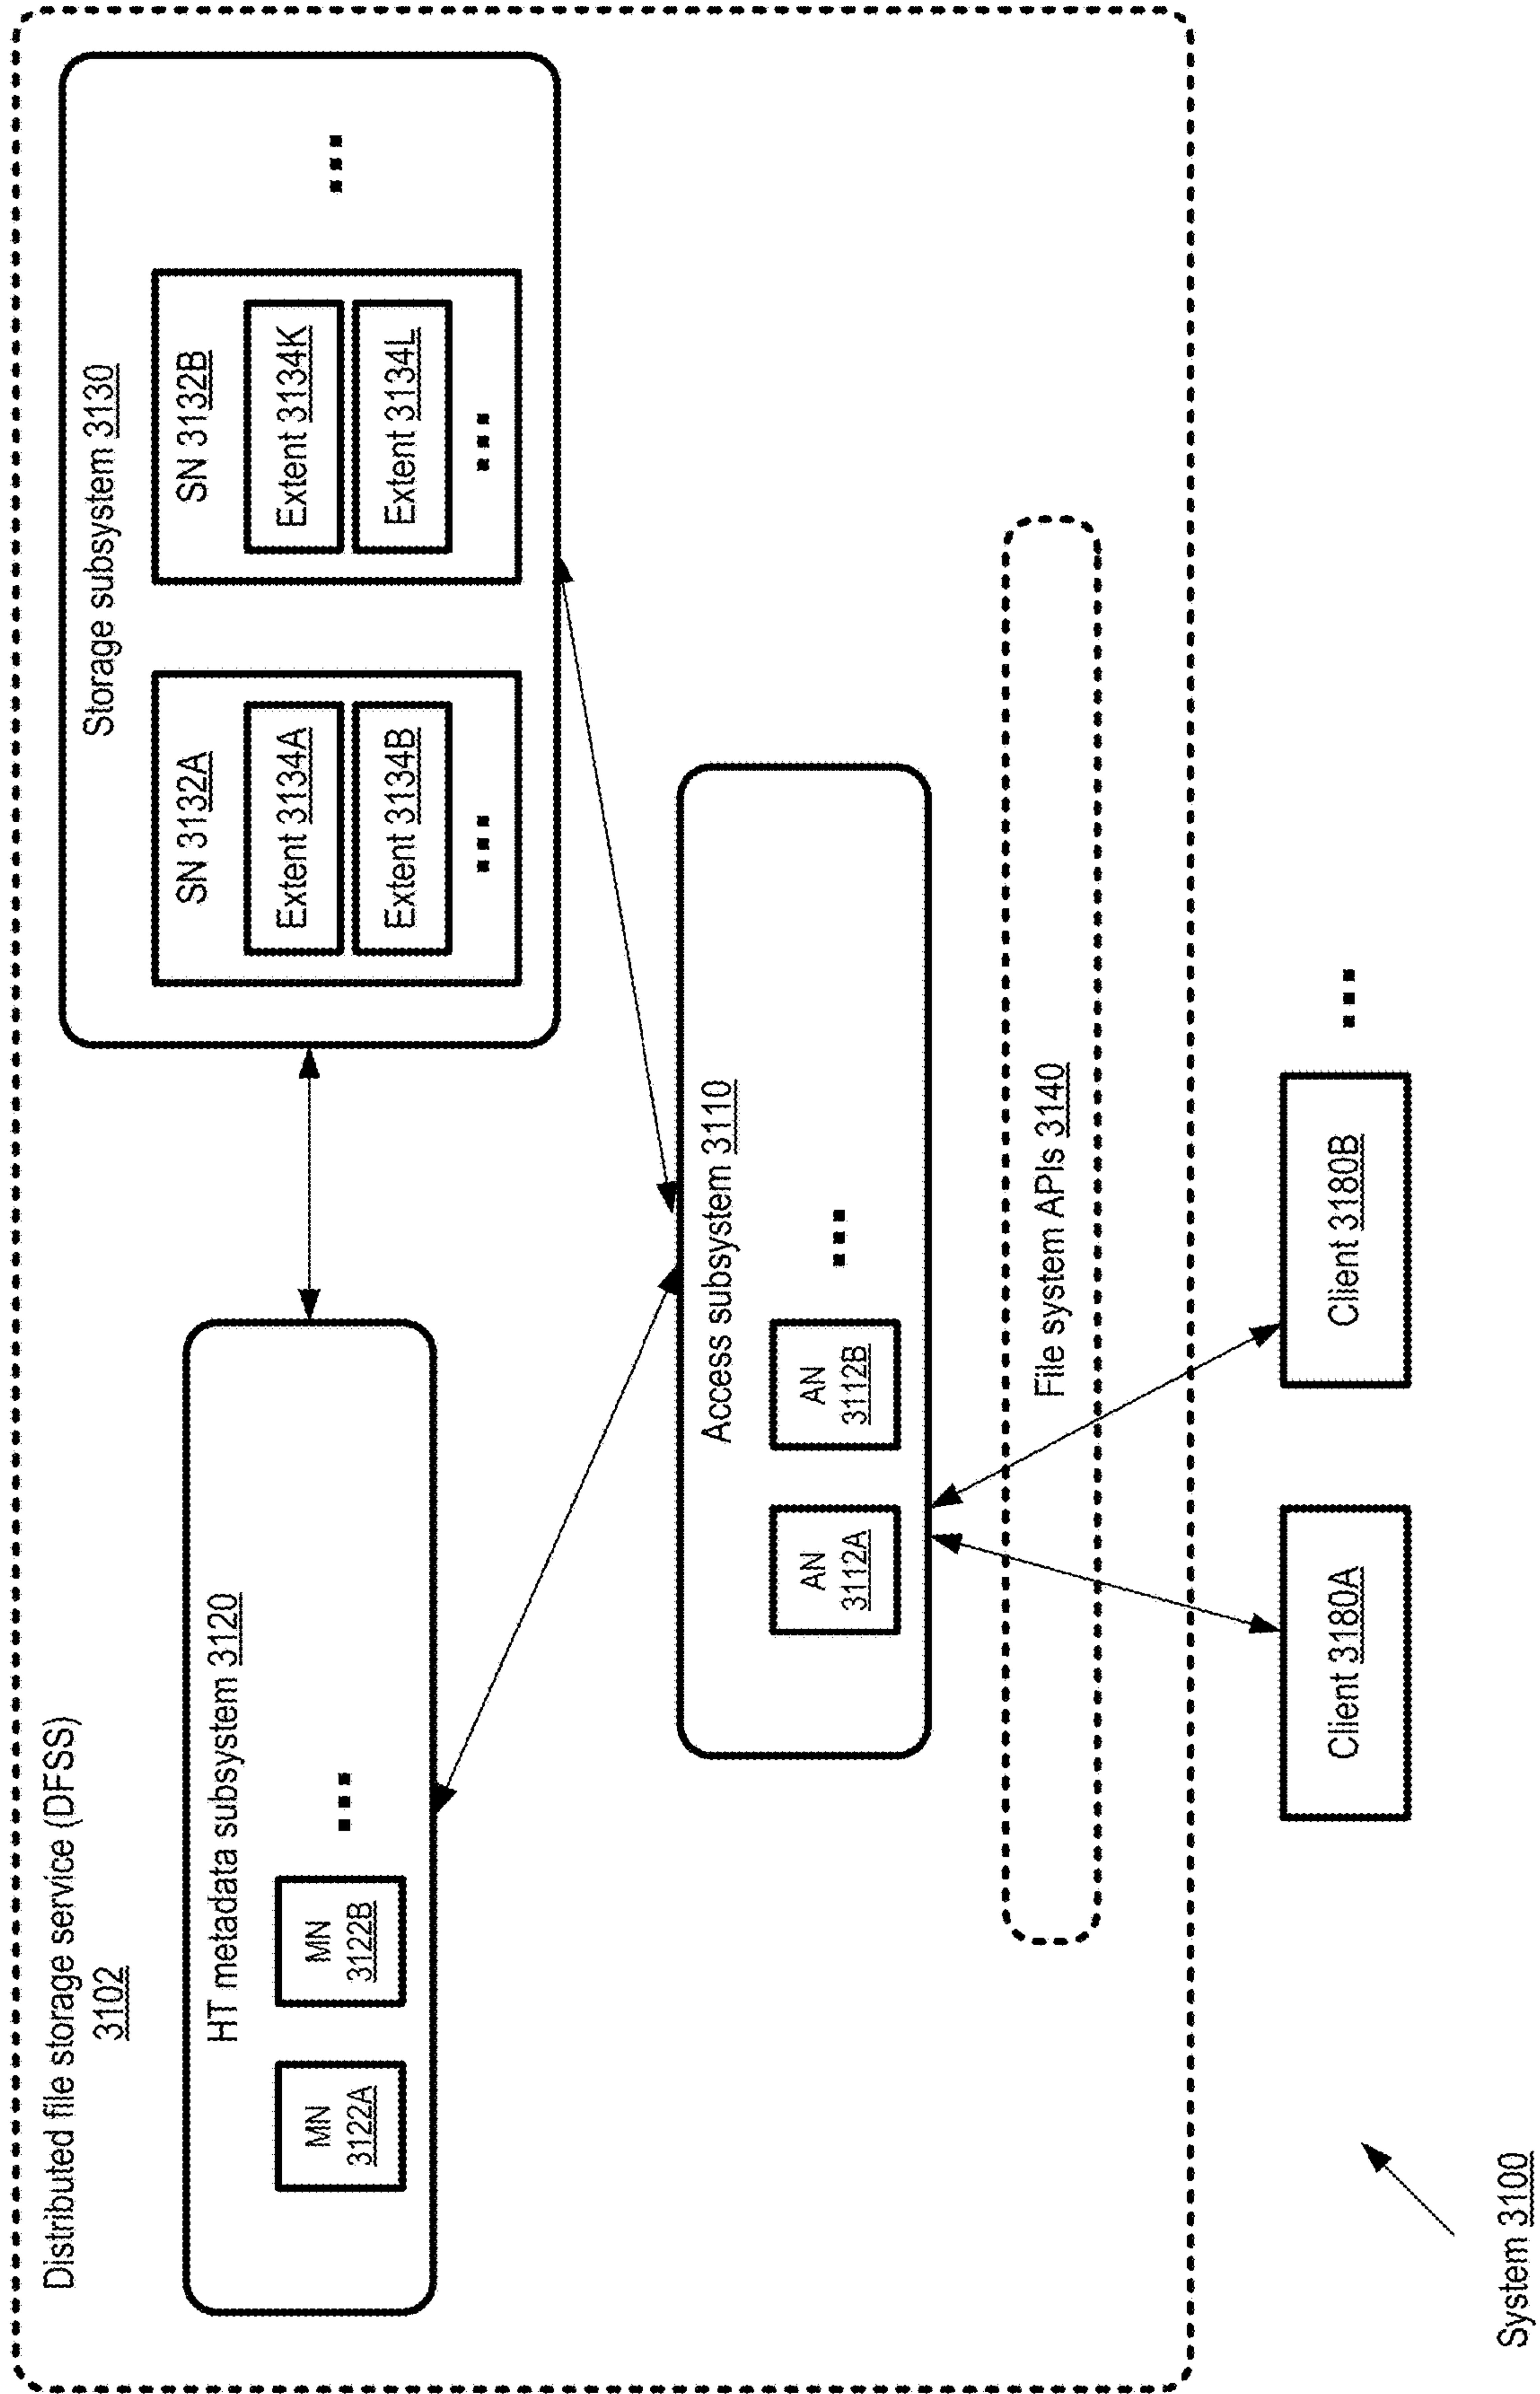 Distributed file storage service (DFSS)
3102
HT metadata subsystem 3120
MN
3122A
MN
3122B
...
Storage subsystem 3130
SN 3132A
Extent 3134A
Extent 3134B
...
SN 3132B
Extent 3134K
Extent 3134L
...
...
Access subsystem 3110
AN
3112A
AN
3112B
...
File system APIs 3140
Client 3180A
Client 3180B
...
System 3100